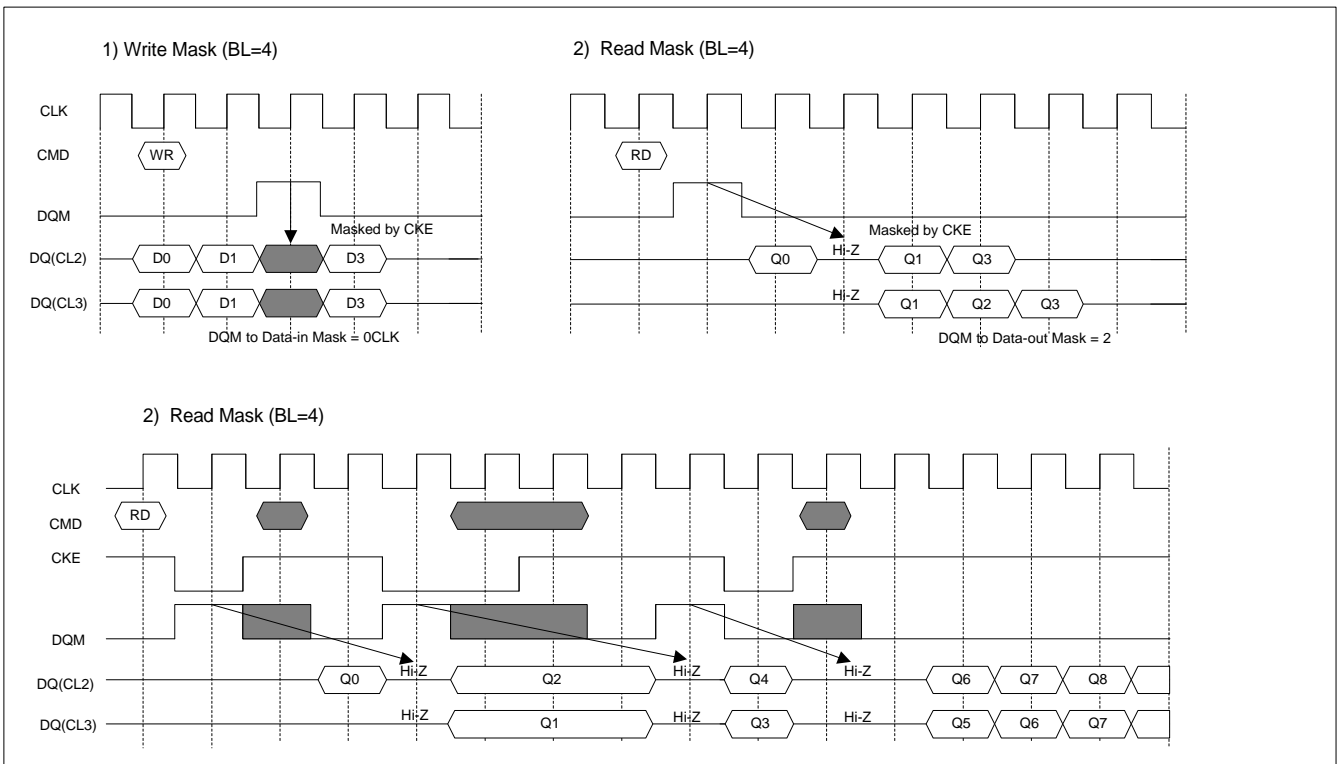 1) Write Mask (BL=4)
CLK
CMD WR
DQM
Masked by CKE
DQ(CL2) D0 D1 D3
DQ(CL3) D0 D1 D3
DQM to Data-in Mask = 0CLK
2) Read Mask (BL=4)
RD
Masked by CKE
Hi-Z
Q0 Q1 Q3
Hi-Z
Q1 Q2 Q3
DQM to Data-out Mask = 2
2) Read Mask (BL=4)
CLK
CMD RD
CKE
DQM
Hi-Z Hi-Z Hi-Z
DQ(CL2) Q0 Q2 Q4 Q6 Q7 Q8
Hi-Z Hi-Z Hi-Z
DQ(CL3) Q1 Q3 Q5 Q6 Q7